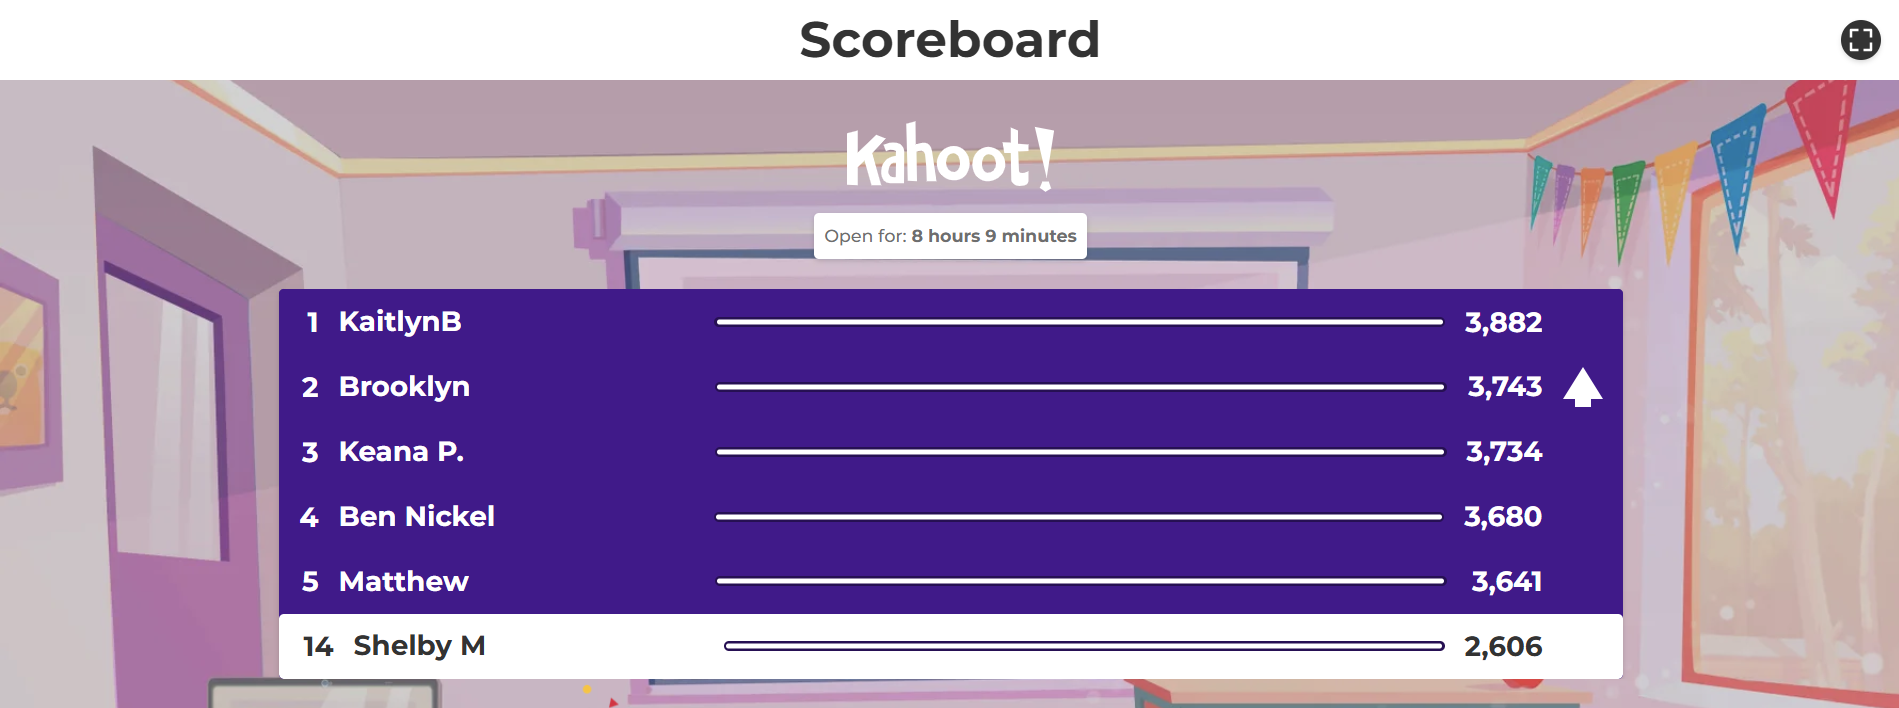 Scoreboard
Kahoot!
Open for: 8 hours 9 minutes
1 KaitlynB 3,882
2 Brooklyn 3,743
3 Keana P. 3,734
4 Ben Nickel 3,680
5 Matthew 3,641
14 Shelby M 2,606